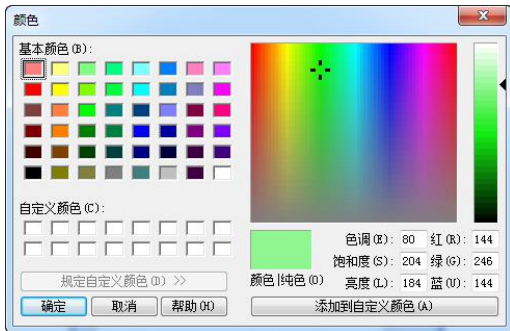 颜色
基本颜色(B):
自定义颜色(C):
规定自定义颜色(D) >>
确定 取消 帮助(H)
颜色|纯色(O)
色调(E): 80 红(R): 144
饱和度(S): 204 绿(G): 246
亮度(L): 184 蓝(U): 144
添加到自定义颜色(A)